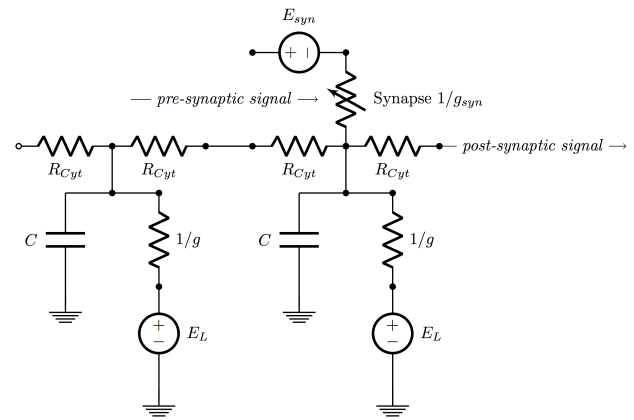 E_syn
+ −
— pre-synaptic signal →
Synapse 1/g_syn
R_Cyt R_Cyt R_Cyt R_Cyt
— post-synaptic signal →
C 1/g C 1/g
+ − E_L + − E_L